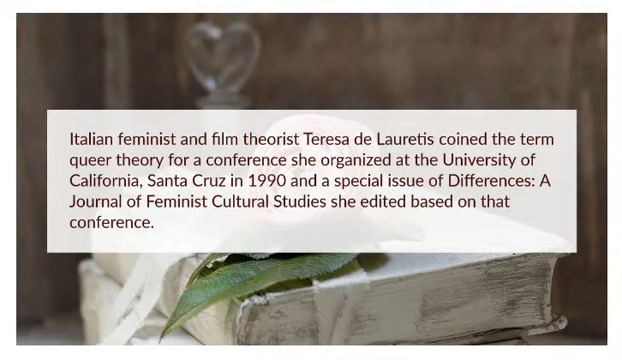 Italian feminist and film theorist Teresa de Lauretis coined the term
queer theory for a conference she organized at the University of
California, Santa Cruz in 1990 and a special issue of Differences: A
Journal of Feminist Cultural Studies she edited based on that
conference.